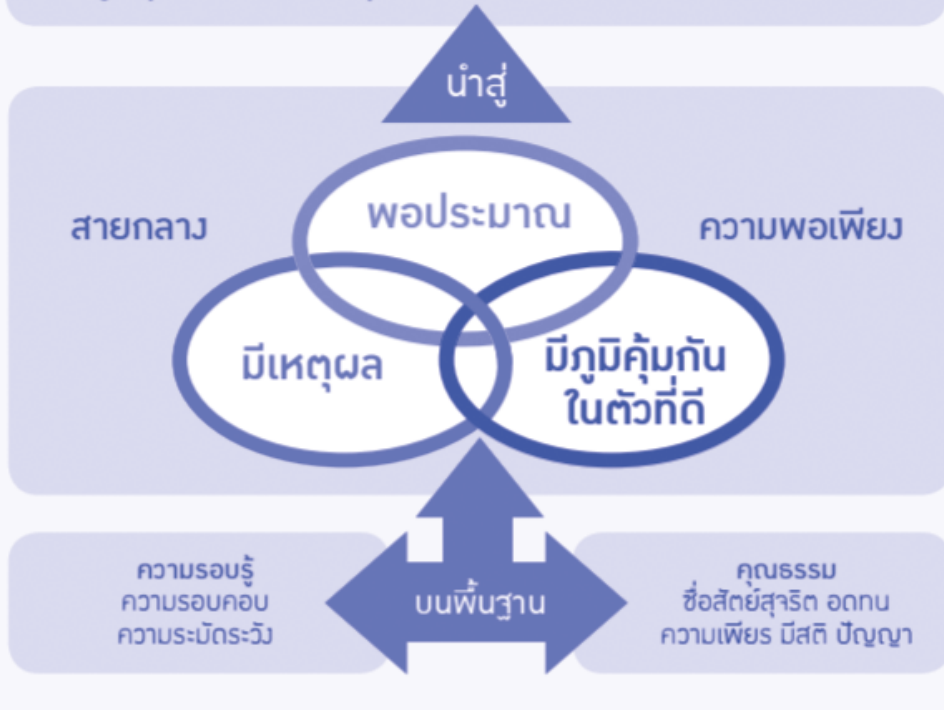 นำสู่
พอประมาณ
สายกลาง
ความพอเพียง
มีเหตุผล
มีภูมิคุ้มกัน
ในตัวที่ดี
ความรอบรู้
ความรอบคอบ
ความระมัดระวัง
บนพื้นฐาน
คุณธรรม
ซื่อสัตย์สุจริต อดทน
ความเพียร มีสติ ปัญญา